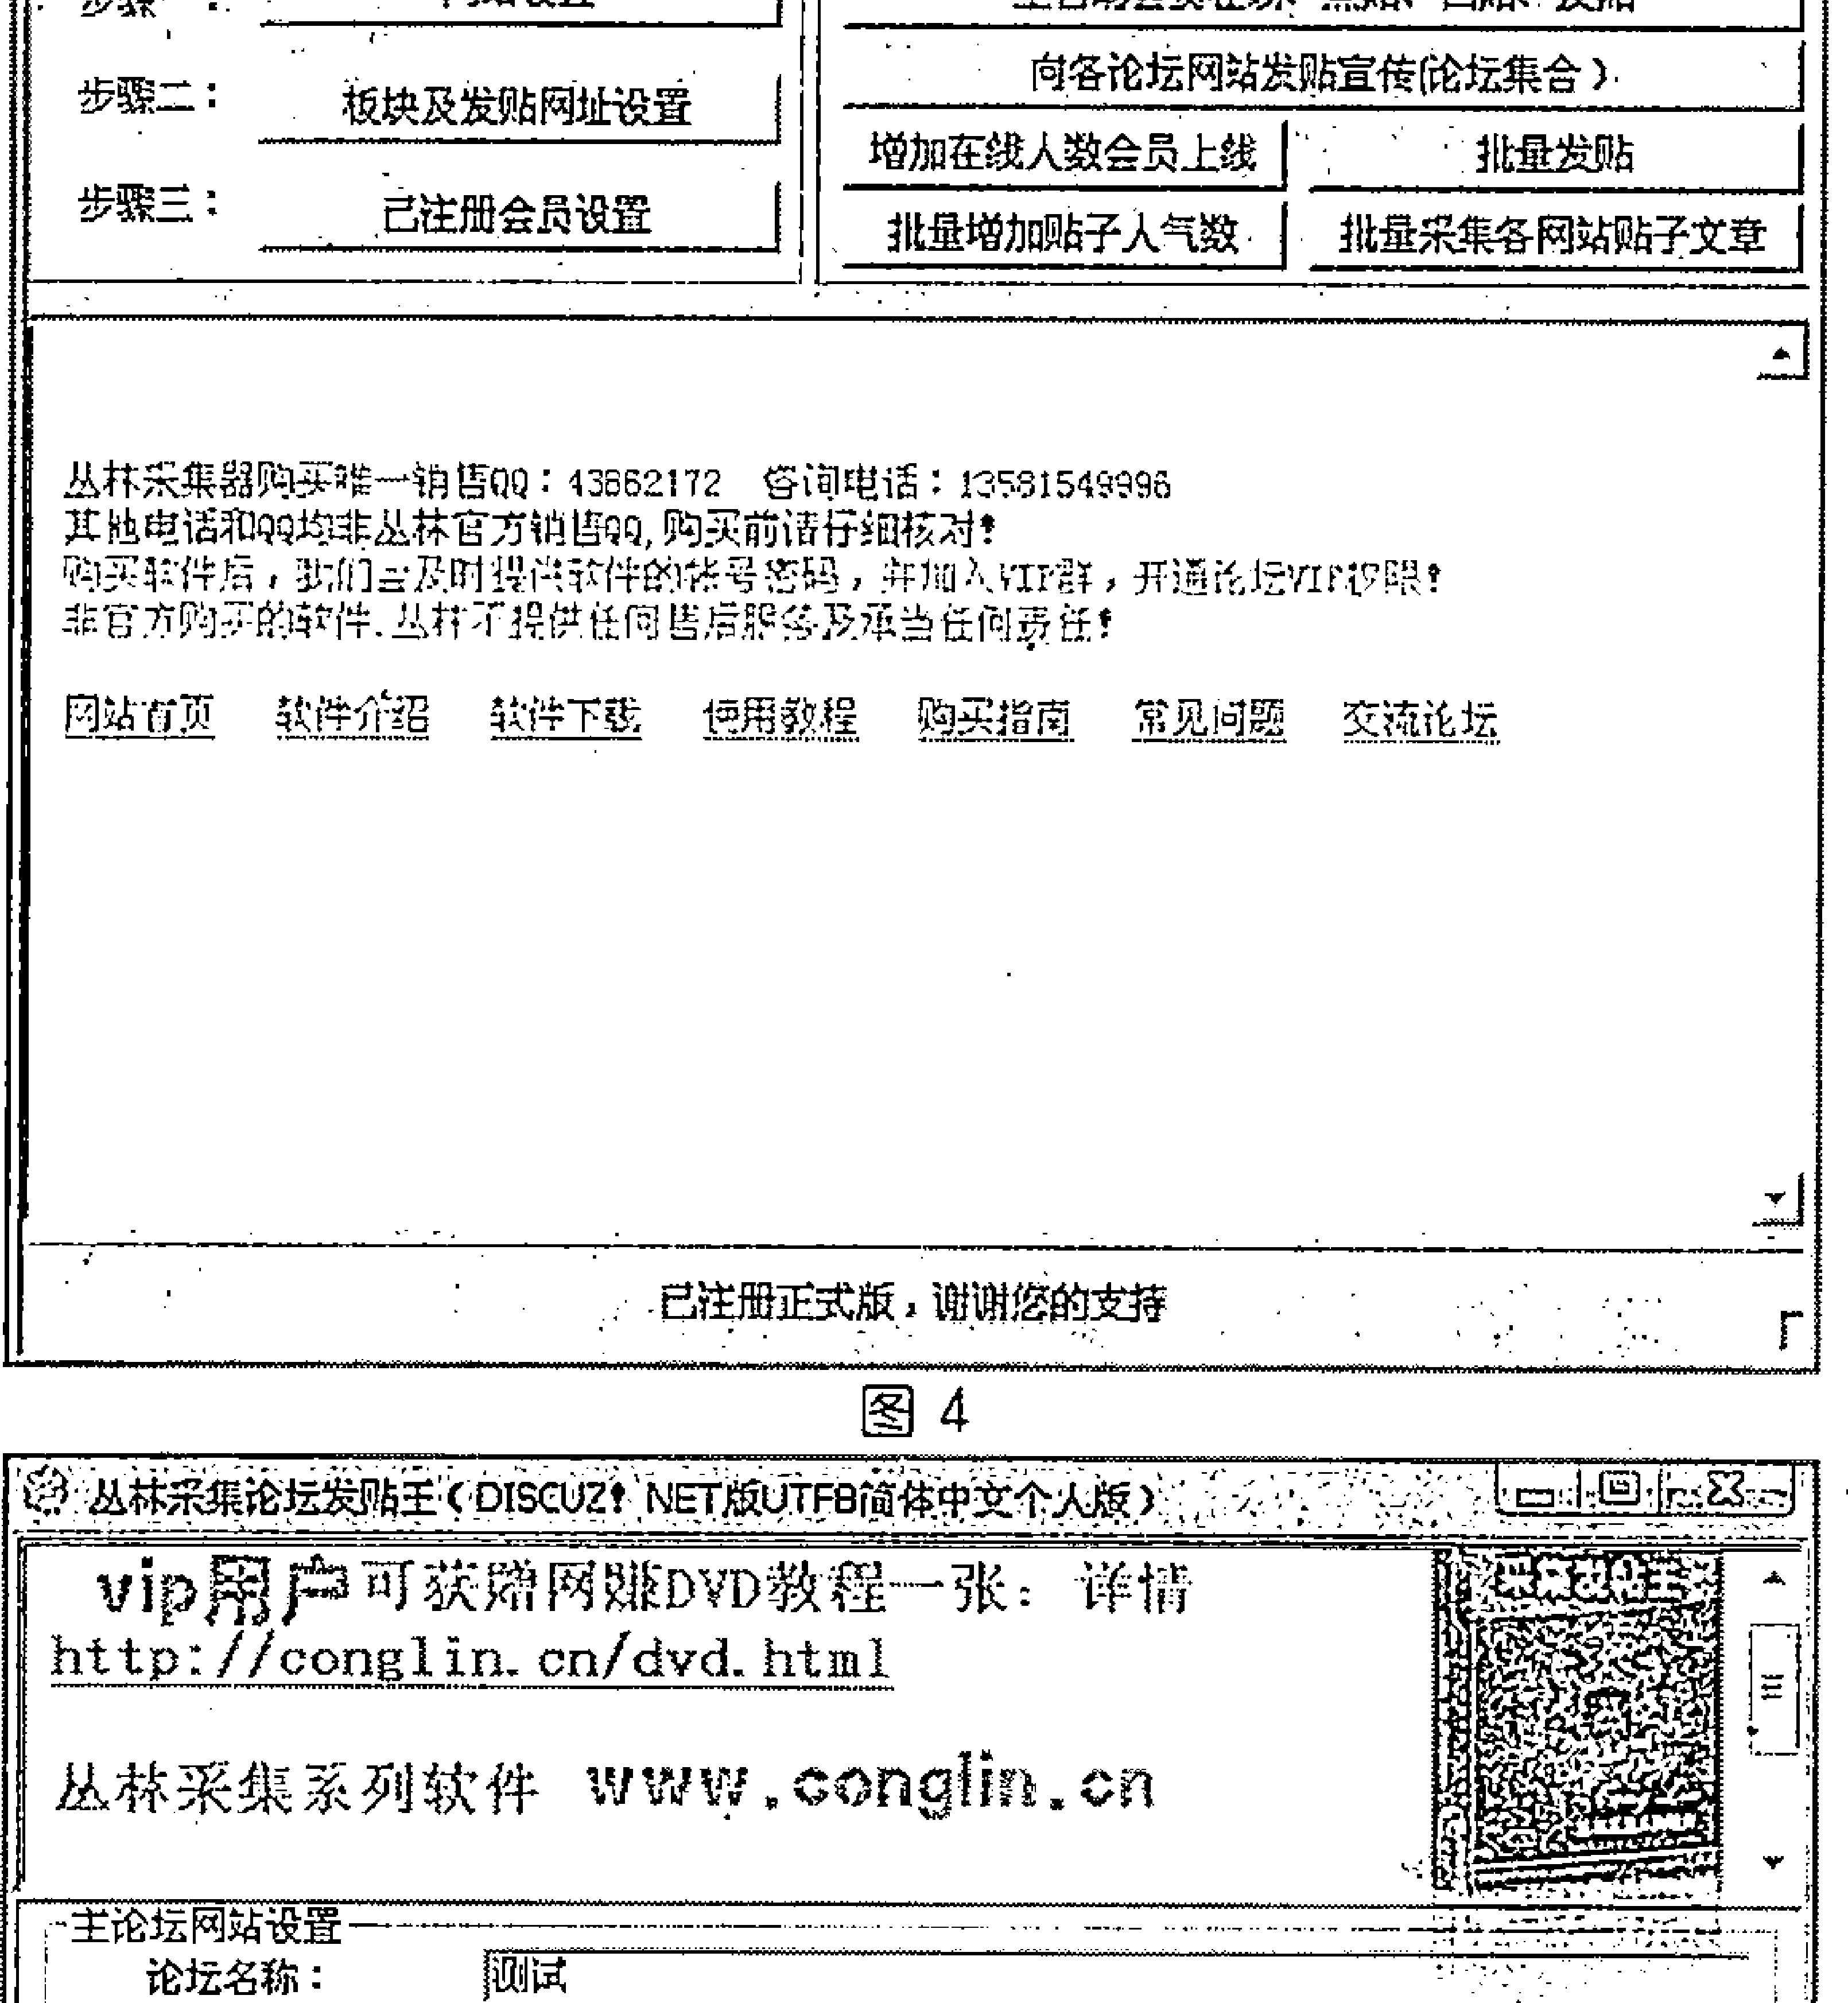 步骤二：
板块及发贴网址设置
步骤三：
已注册会员设置
向各论坛网站发贴宣传(论坛集合）
增加在线人数会员上线
批量发贴
批量增加贴子人气数
批量采集各网站贴子文章
丛林采集器购买唯一销售QQ：43862172 咨询电话：13581549996
其他电话和QQ均非丛林官方销售QQ,购买前请仔细核对!
购买软件后，我们会及时提供软件的帐号密码，并加入VIP群，开通论坛VIP权限!
非官方购买的软件,丛林不提供任何售后服务及承当任何责任!
网站首页 软件介绍 软件下载 使用教程 购买指南 常见问题 交流论坛
已注册正式版，谢谢您的支持
图 4
丛林采集论坛发贴王（DISCUZ! NET版UTF8简体中文个人版）
vip用户可获赠网赚DVD教程一张: 详情
http://conglin.cn/dvd.html
丛林采集系列软件 www.conglin.cn
主论坛网站设置
论坛名称：
测试